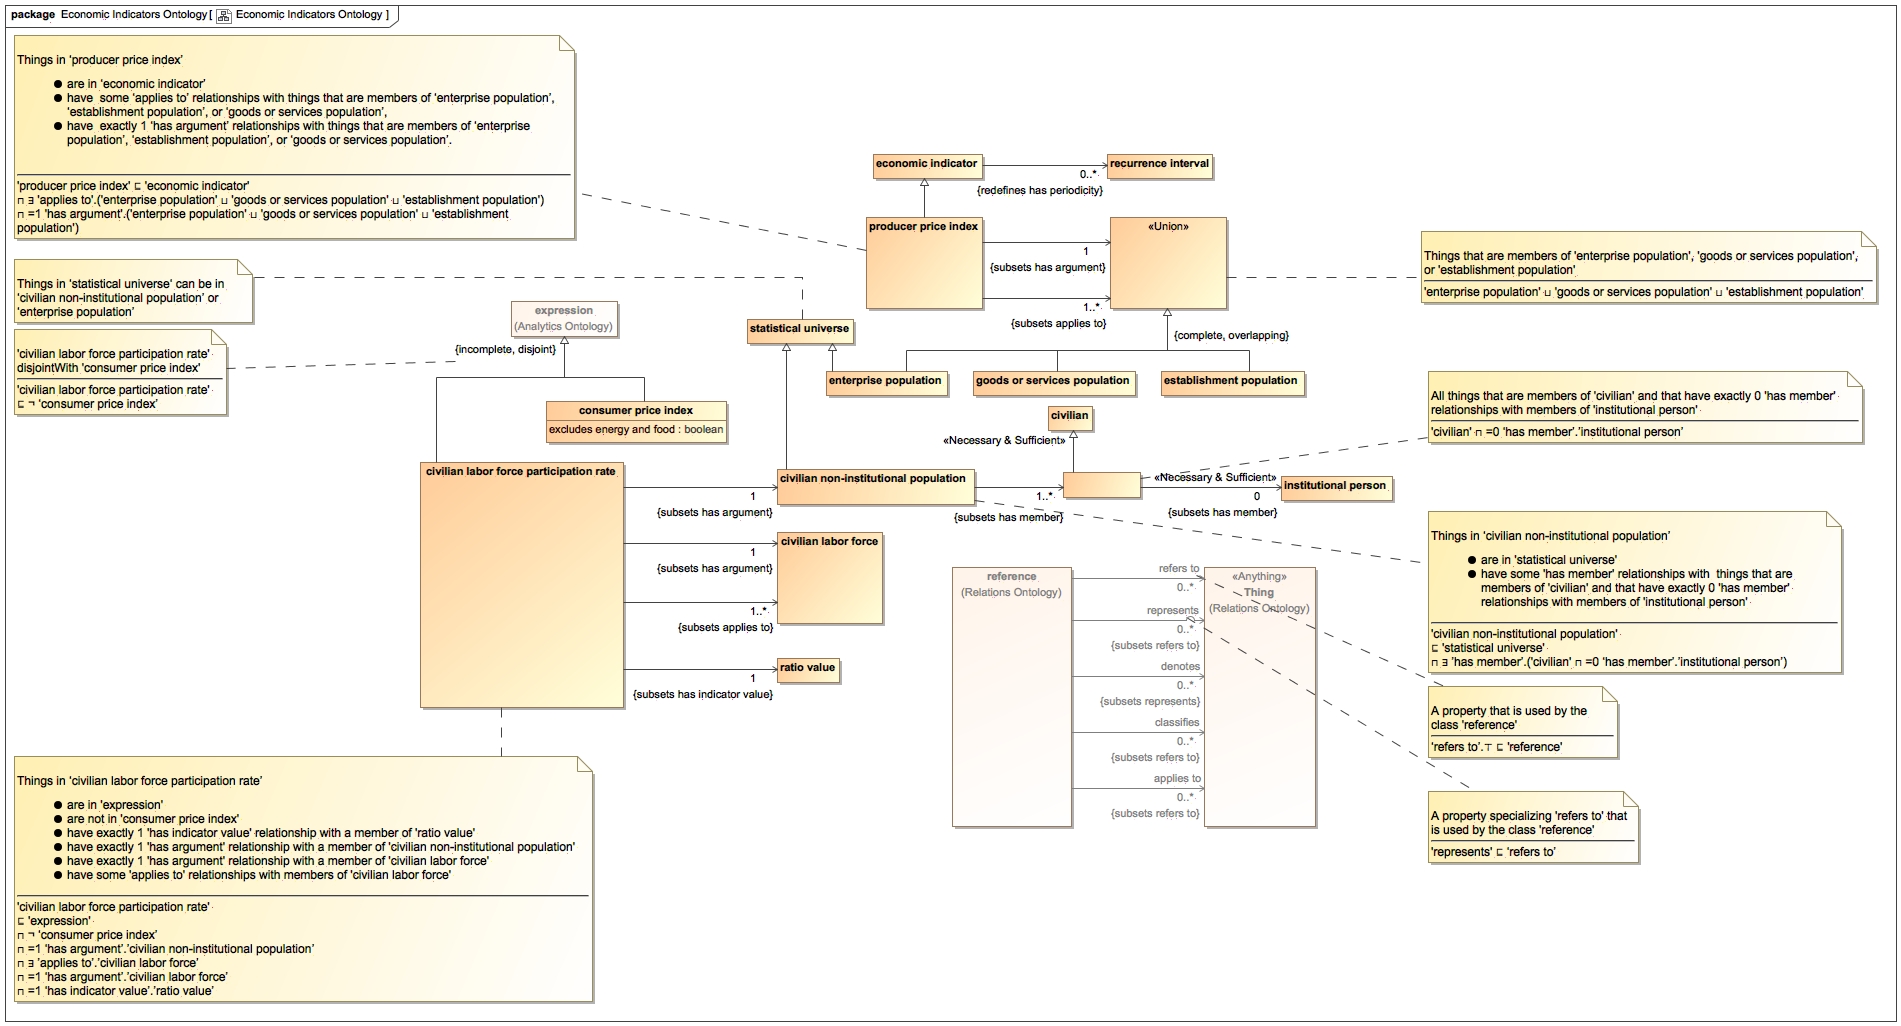 package Economic Indicators Ontology[ Economic Indicators Ontology ]
Things in 'producer price index'
● are in 'economic indicator'
● have some 'applies to' relationships with things that are members of 'enterprise population',
'establishment population', or 'goods or services population',
● have exactly 1 'has argument' relationships with things that are members of 'enterprise
population', 'establishment population', or 'goods or services population'.
'producer price index' ⊑ 'economic indicator'
⊓ ∃ 'applies to'.('enterprise population' ⊔ 'goods or services population' ⊔ 'establishment population')
⊓ =1 'has argument'.('enterprise population' ⊔ 'goods or services population' ⊔ 'establishment
population')
economic indicator
recurrence interval
0..*
{redefines has periodicity}
producer price index
«Union»
1
{subsets has argument}
1..*
{subsets applies to}
Things that are members of 'enterprise population', 'goods or services population',
or 'establishment population'
'enterprise population' ⊔ 'goods or services population' ⊔ 'establishment population'
Things in 'statistical universe' can be in
'civilian non-institutional population' or
'enterprise population'
expression
(Analytics Ontology)
{incomplete, disjoint}
statistical universe
{complete, overlapping}
'civilian labor force participation rate'
disjointWith 'consumer price index'
'civilian labor force participation rate'
⊑ ¬ 'consumer price index'
enterprise population
goods or services population
establishment population
consumer price index
excludes energy and food : boolean
civilian
«Necessary & Sufficient»
All things that are members of 'civilian' and that have exactly 0 'has member'
relationships with members of 'institutional person'
'civilian' ⊓ =0 'has member'.'institutional person'
civilian labor force participation rate
civilian non-institutional population
1
{subsets has argument}
1..*
{subsets has member}
«Necessary & Sufficient»
0
{subsets has member}
institutional person
1
{subsets has argument}
civilian labor force
1..*
{subsets applies to}
1
{subsets has indicator value}
ratio value
Things in 'civilian non-institutional population'
● are in 'statistical universe'
● have some 'has member' relationships with things that are
members of 'civilian' and that have exactly 0 'has member'
relationships with members of 'institutional person'
'civilian non-institutional population'
⊑ 'statistical universe'
⊓ ∃ 'has member'.('civilian' ⊓ =0 'has member'.'institutional person')
reference
(Relations Ontology)
refers to
0..*
represents
0..*
{subsets refers to}
denotes
0..*
{subsets represents}
classifies
0..*
{subsets refers to}
applies to
0..*
{subsets refers to}
«Anything»
Thing
(Relations Ontology)
A property that is used by the
class 'reference'
'refers to'.⊤ ⊑ 'reference'
A property specializing 'refers to' that
is used by the class 'reference'
'represents' ⊑ 'refers to'
Things in 'civilian labor force participation rate'
● are in 'expression'
● are not in 'consumer price index'
● have exactly 1 'has indicator value' relationship with a member of 'ratio value'
● have exactly 1 'has argument' relationship with a member of 'civilian non-institutional population'
● have exactly 1 'has argument' relationship with a member of 'civilian labor force'
● have some 'applies to' relationships with members of 'civilian labor force'
'civilian labor force participation rate'
⊑ 'expression'
⊓ ¬ 'consumer price index'
⊓ =1 'has argument'.'civilian non-institutional population'
⊓ ∃ 'applies to'.'civilian labor force'
⊓ =1 'has argument'.'civilian labor force'
⊓ =1 'has indicator value'.'ratio value'